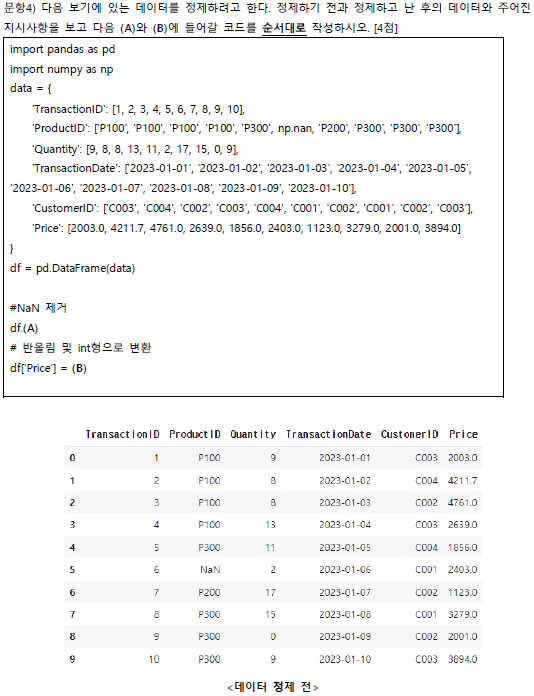 문항4) 다음 보기에 있는 데이터를 정제하려고 한다. 정제하기 전과 정제하고 난 후의 데이터와 주어진
지시사항을 보고 다음 (A)와 (B)에 들어갈 코드를 순서대로 작성하시오. [4점]
import pandas as pd
import numpy as np
data = {
'TransactionID': [1, 2, 3, 4, 5, 6, 7, 8, 9, 10],
'ProductID': ['P100', 'P100', 'P100', 'P100', 'P300', np.nan, 'P200', 'P300', 'P300', 'P300'],
'Quantity': [9, 8, 8, 13, 11, 2, 17, 15, 0, 9],
'TransactionDate': ['2023-01-01', '2023-01-02', '2023-01-03', '2023-01-04', '2023-01-05',
'2023-01-06', '2023-01-07', '2023-01-08', '2023-01-09', '2023-01-10'],
'CustomerID': ['C003', 'C004', 'C002', 'C003', 'C004', 'C001', 'C002', 'C001', 'C002', 'C003'],
'Price': [2003.0, 4211.7, 4761.0, 2639.0, 1856.0, 2403.0, 1123.0, 3279.0, 2001.0, 3894.0]
}
df = pd.DataFrame(data)
#NaN 제거
df.(A)
# 반올림 및 int형으로 변환
df['Price'] = (B)
TransactionID ProductID Quantity TransactionDate CustomerID Price
0 1 P100 9 2023-01-01 C003 2003.0
1 2 P100 8 2023-01-02 C004 4211.7
2 3 P100 8 2023-01-03 C002 4761.0
3 4 P100 13 2023-01-04 C003 2639.0
4 5 P300 11 2023-01-05 C004 1856.0
5 6 NaN 2 2023-01-06 C001 2403.0
6 7 P200 17 2023-01-07 C002 1123.0
7 8 P300 15 2023-01-08 C001 3279.0
8 9 P300 0 2023-01-09 C002 2001.0
9 10 P300 9 2023-01-10 C003 3894.0
<데이터 정제 전>